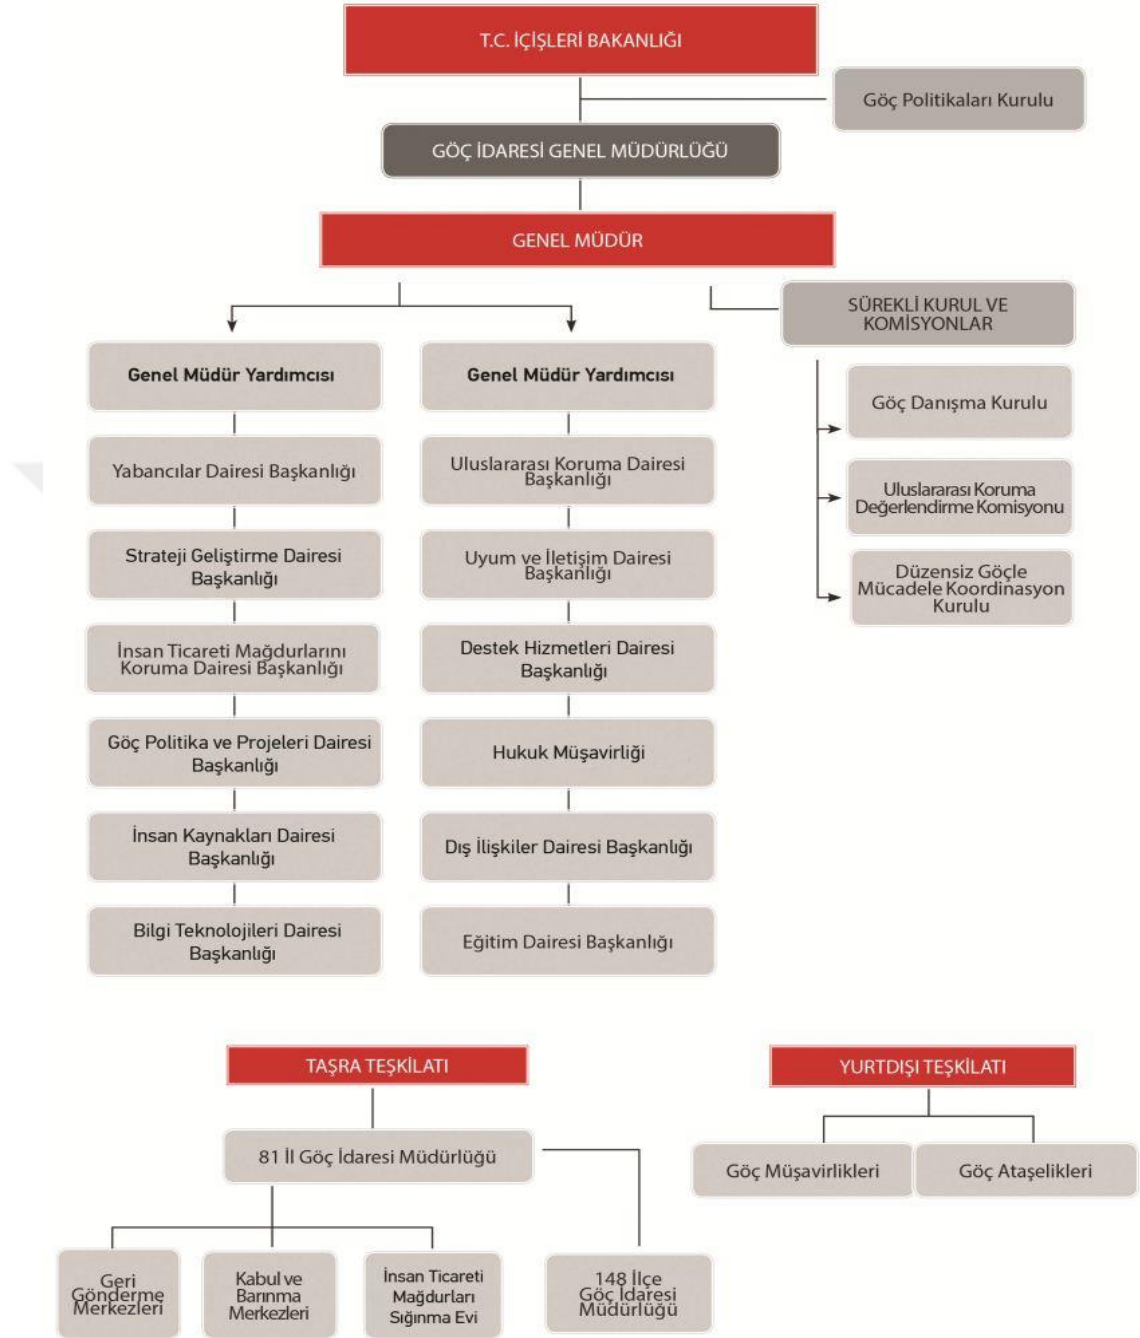 T.C. İÇİŞLERİ BAKANLIĞI
Göç Politikaları Kurulu
GÖÇ İDARESİ GENEL MÜDÜRLÜĞÜ
GENEL MÜDÜR
SÜREKLİ KURUL VE
KOMİSYONLAR
Göç Danışma Kurulu
Uluslararası Koruma
Değerlendirme Komisyonu
Düzensiz Göçle
Mücadele Koordinasyon
Kurulu
Genel Müdür Yardımcısı
Yabancılar Dairesi Başkanlığı
Strateji Geliştirme Dairesi
Başkanlığı
İnsan Ticareti Mağdurlarını
Koruma Dairesi Başkanlığı
Göç Politika ve Projeleri Dairesi
Başkanlığı
İnsan Kaynakları Dairesi
Başkanlığı
Bilgi Teknolojileri Dairesi
Başkanlığı
Genel Müdür Yardımcısı
Uluslararası Koruma Dairesi
Başkanlığı
Uyum ve İletişim Dairesi
Başkanlığı
Destek Hizmetleri Dairesi
Başkanlığı
Hukuk Müşavirliği
Dış İlişkiler Dairesi Başkanlığı
Eğitim Dairesi Başkanlığı
TAŞRA TEŞKİLATI
81 İl Göç İdaresi Müdürlüğü
Geri
Gönderme
Merkezleri
Kabul ve
Barınma
Merkezleri
İnsan Ticareti
Mağdurları
Sığınma Evi
148 İlçe
Göç İdaresi
Müdürlüğü
YURTDIŞI TEŞKİLATI
Göç Müşavirlikleri
Göç Ataşelikleri